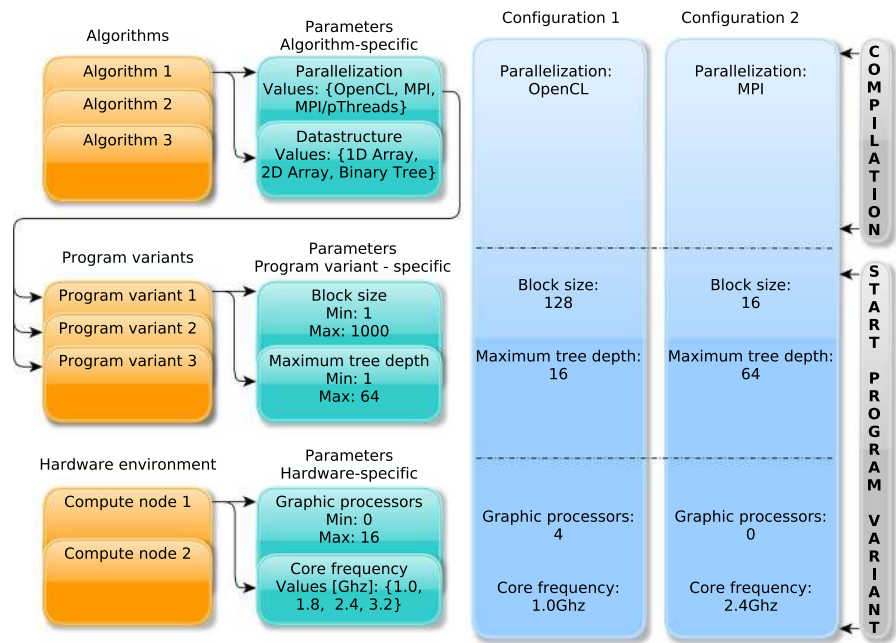 Algorithms
Algorithm 1
Algorithm 2
Algorithm 3
Parameters
Algorithm-specific
Parallelization
Values: {OpenCL, MPI,
MPI/pThreads}
Datastructure
Values: {1D Array,
2D Array, Binary Tree}
Program variants
Program variant 1
Program variant 2
Program variant 3
Parameters
Program variant - specific
Block size
Min: 1
Max: 1000
Maximum tree depth
Min: 1
Max: 64
Hardware environment
Compute node 1
Compute node 2
Parameters
Hardware-specific
Graphic processors
Min: 0
Max: 16
Core frequency
Values [Ghz]: {1.0,
1.8, 2.4, 3.2}
Configuration 1
Parallelization:
OpenCL
Block size:
128
Maximum tree depth:
16
Graphic processors:
4
Core frequency:
1.0Ghz
Configuration 2
Parallelization:
MPI
Block size:
16
Maximum tree depth:
64
Graphic processors:
0
Core frequency:
2.4Ghz
COMPILATION
START PROGRAM VARIANT